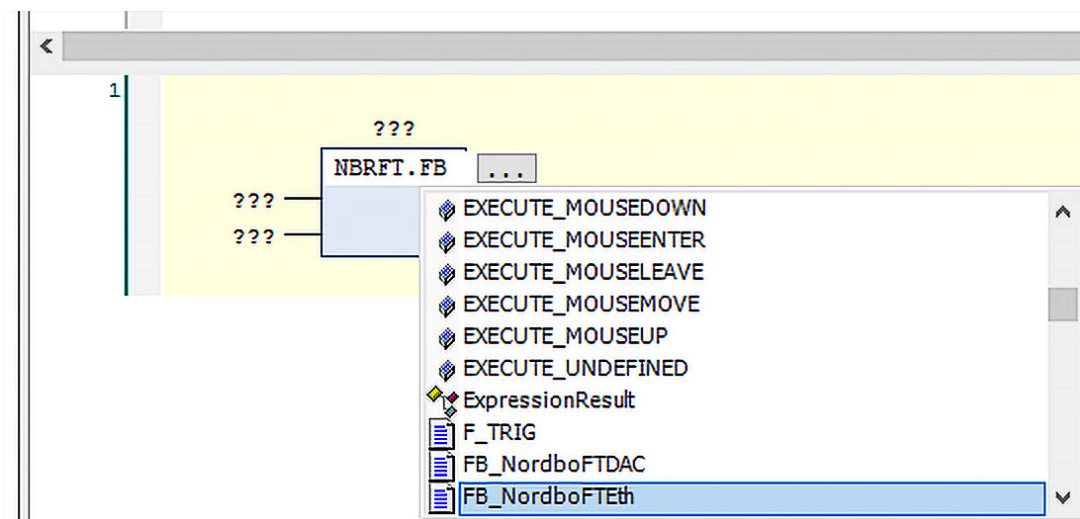 1
???
NBRFT.FB ...
???
???
EXECUTE_MOUSEDOWN
EXECUTE_MOUSEENTER
EXECUTE_MOUSELEAVE
EXECUTE_MOUSEMOVE
EXECUTE_MOUSEUP
EXECUTE_UNDEFINED
ExpressionResult
F_TRIG
FB_NordboFTDAC
FB_NordboFTEth